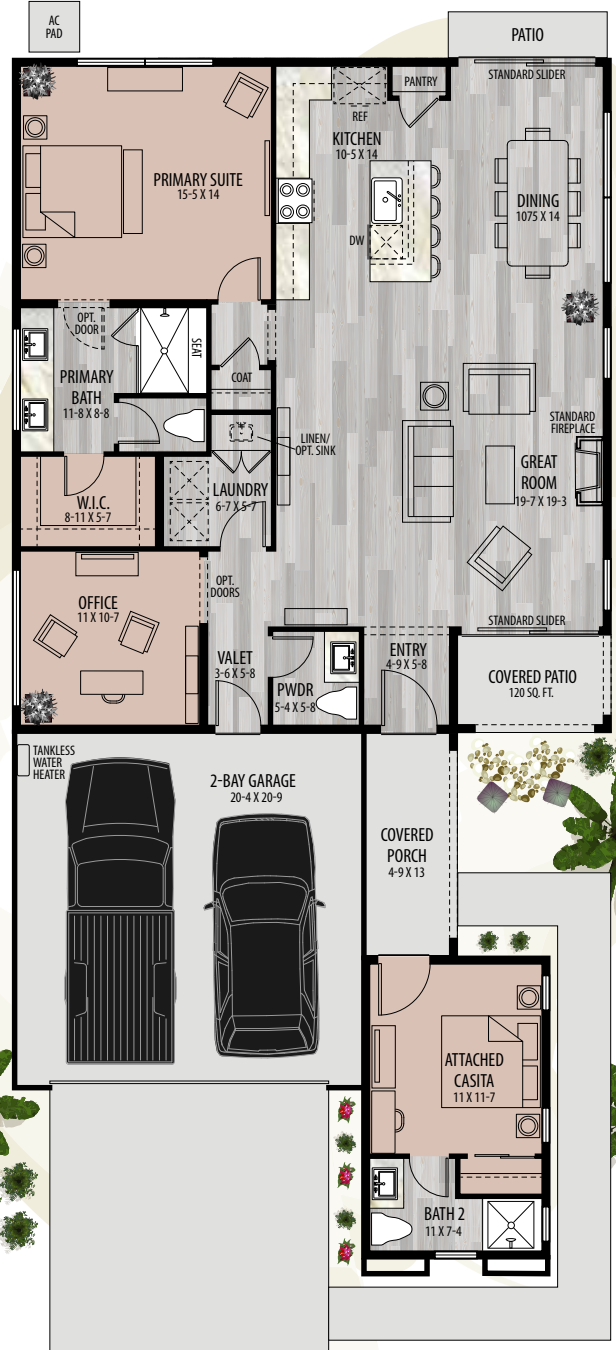 AC
PAD
PATIO
STANDARD SLIDER
PANTRY
REF
KITCHEN
10-5 X 14
PRIMARY SUITE
15-5 X 14
DINING
1075 X 14
DW
OPT.
DOOR
SEAT
PRIMARY
BATH
11-8 X 8-8
COAT
LINEN/
OPT. SINK
STANDARD
FIREPLACE
GREAT
ROOM
19-7 X 19-3
W.I.C.
8-11 X 5-7
LAUNDRY
6-7 X 5-7
OPT.
DOORS
OFFICE
11 X 10-7
STANDARD SLIDER
VALET
3-6 X 5-8
PWDR
5-4 X 5-8
ENTRY
4-9 X 5-8
COVERED PATIO
120 SQ. FT.
TANKLESS
WATER
HEATER
2-BAY GARAGE
20-4 X 20-9
COVERED
PORCH
4-9 X 13
ATTACHED
CASITA
11 X 11-7
BATH 2
11 X 7-4